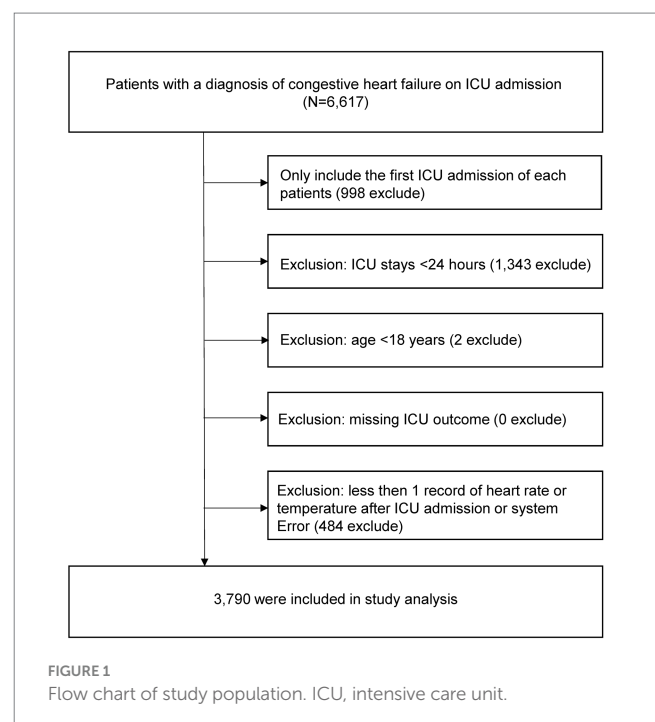 Patients with a diagnosis of congestive heart failure on ICU admission
(N=6,617)
Only include the first ICU admission of each
patients (998 exclude)
Exclusion: ICU stays <24 hours (1,343 exclude)
Exclusion: age <18 years (2 exclude)
Exclusion: missing ICU outcome (0 exclude)
Exclusion: less then 1 record of heart rate or
temperature after ICU admission or system
Error (484 exclude)
3,790 were included in study analysis
FIGURE 1
Flow chart of study population. ICU, intensive care unit.